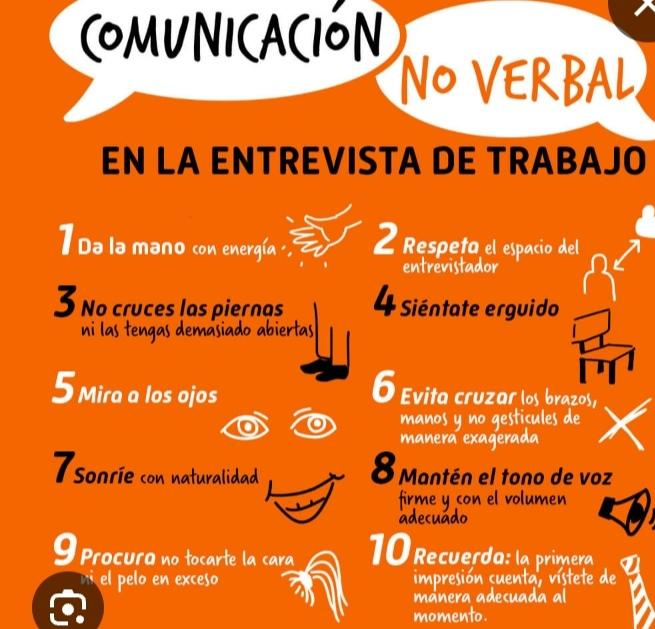 COMUNICACIÓN
NO VERBAL
EN LA ENTREVISTA DE TRABAJO
1 Da la mano con energía
2 Respeta el espacio del
entrevistador
3 No cruces las piernas
ni las tengas demasiado abiertas
4 Siéntate erguido
5 Mira a los ojos
6 Evita cruzar los brazos,
manos y no gesticules de
manera exagerada
7 Sonríe con naturalidad
8 Mantén el tono de voz
firme y con el volumen
adecuado
9 Procura no tocarte la cara
ni el pelo en exceso
10 Recuerda: la primera
impresión cuenta, vístete de
manera adecuada al
momento.